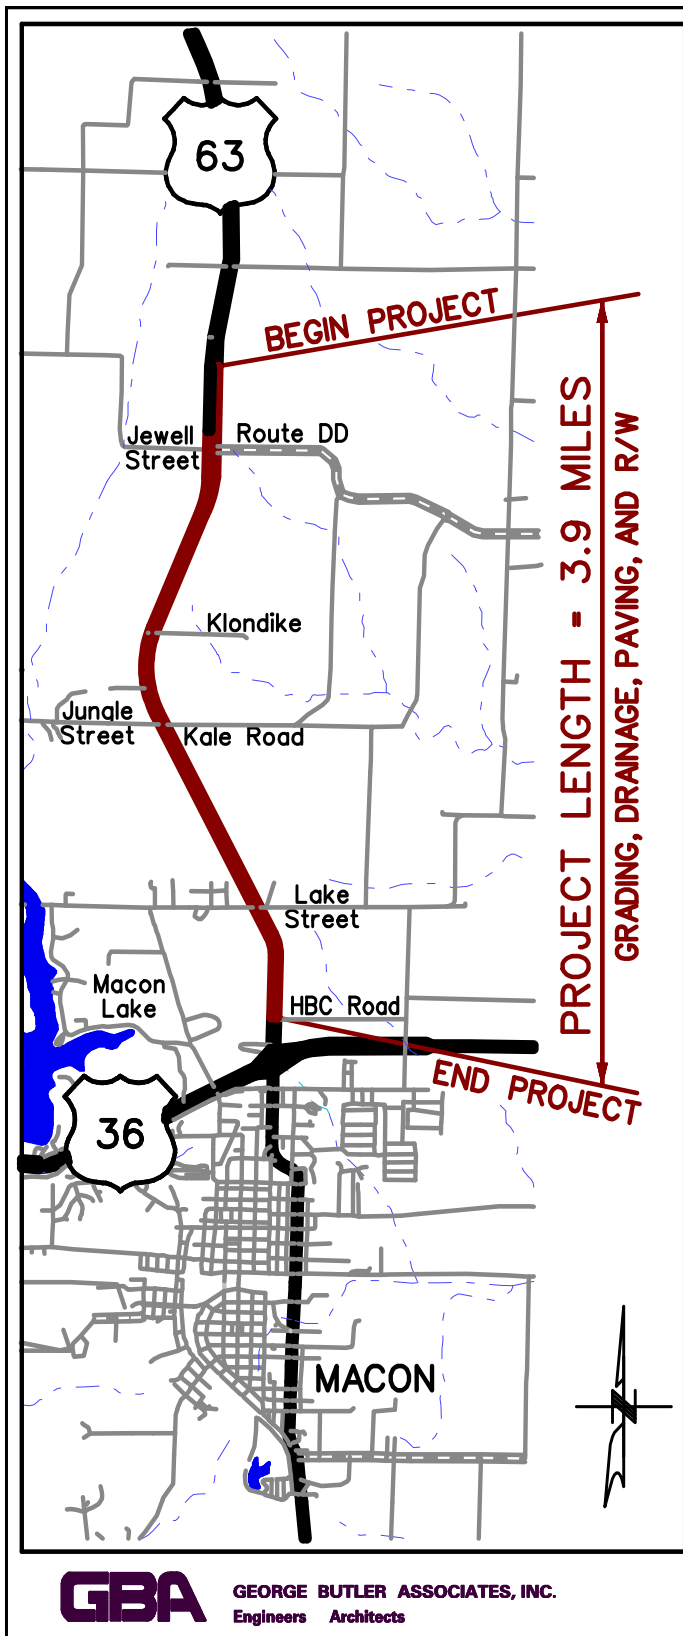 63
BEGIN PROJECT
Jewell
Street
Route DD
PROJECT LENGTH = 3.9 MILES
GRADING, DRAINAGE, PAVING, AND R/W
Klondike
Jungle
Street
Kale Road
Lake
Street
Macon
Lake
HBC Road
END PROJECT
36
MACON
N
GBA
GEORGE BUTLER ASSOCIATES, INC.
Engineers Architects